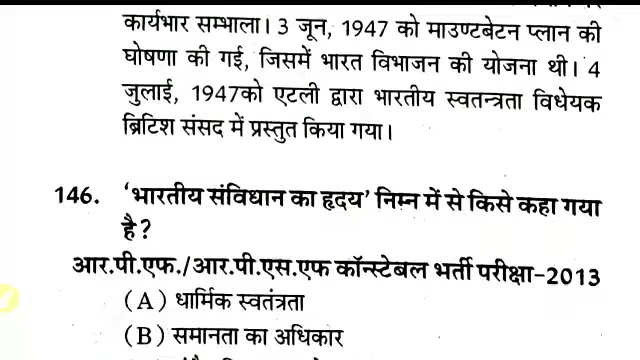 कार्यभार सम्भाला। 3 जून, 1947 को माउण्टबेटन प्लान की
घोषणा की गई, जिसमें भारत विभाजन की योजना थी। 4
जुलाई, 1947को एटली द्वारा भारतीय स्वतन्त्रता विधेयक
ब्रिटिश संसद में प्रस्तुत किया गया।
146. 'भारतीय संविधान का हृदय' निम्न में से किसे कहा गया
है?
आर.पी.एफ./आर.पी.एस.एफ कॉन्स्टेबल भर्ती परीक्षा-2013
(A) धार्मिक स्वतंत्रता
(B) समानता का अधिकार